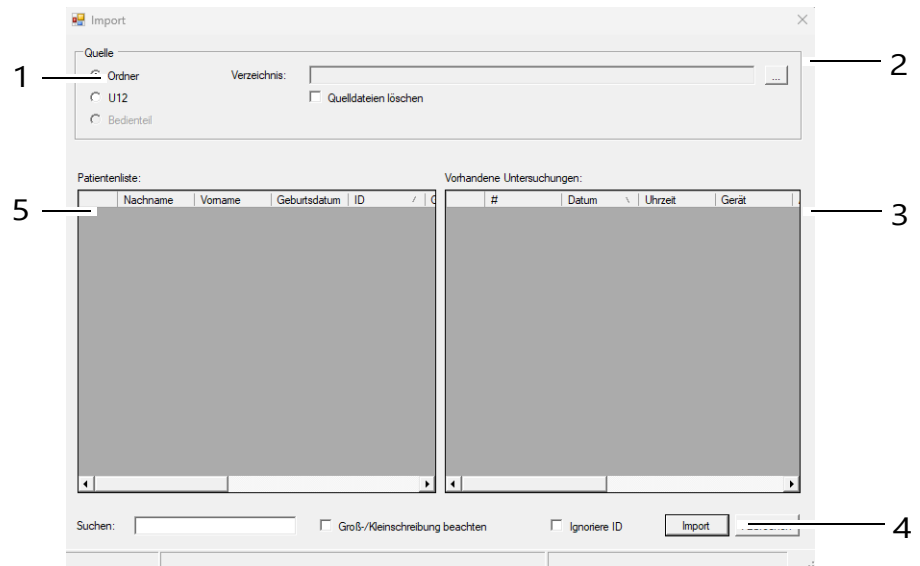 Import
Quelle
1 Ordner Verzeichnis: ... 2
U12 Quelldateien löschen
Bedienteil
Patientenliste: Vorhandene Untersuchungen:
Nachname Vorname Geburtsdatum ID # Datum Uhrzeit Gerät
5 3
Suchen: Groß-/Kleinschreibung beachten Ignoriere ID Import 4